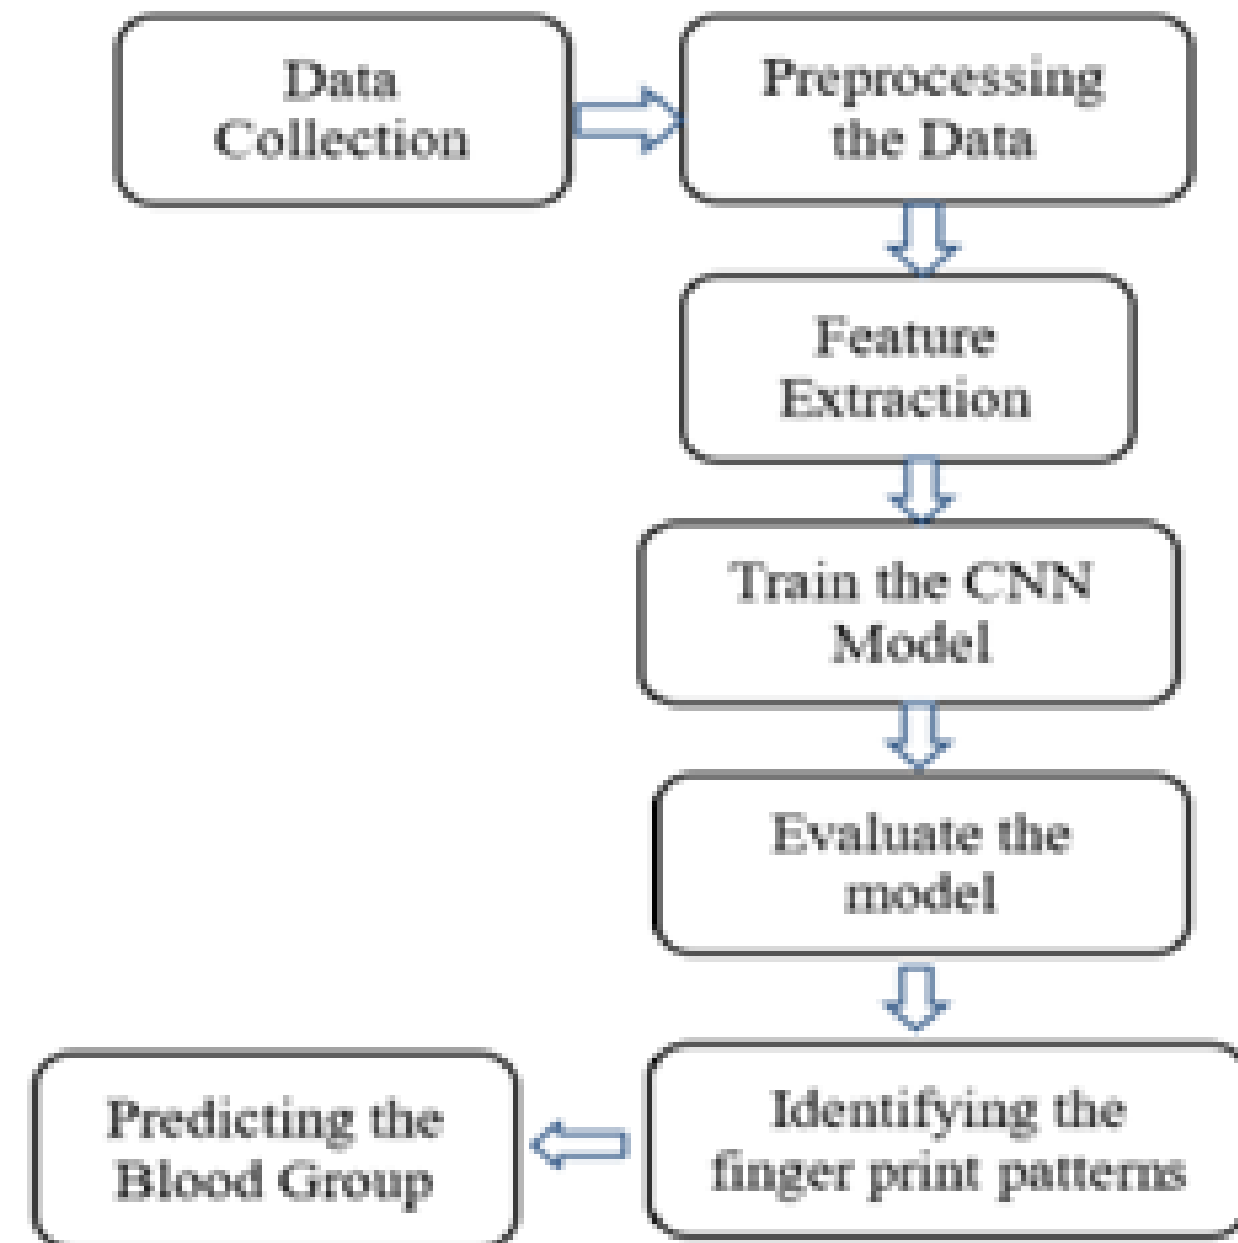 Data
Collection
Preprocessing
the Data
Feature
Extraction
Train the CNN
Model
Evaluate the
model
Identifying the
finger print patterns
Predicting the
Blood Group